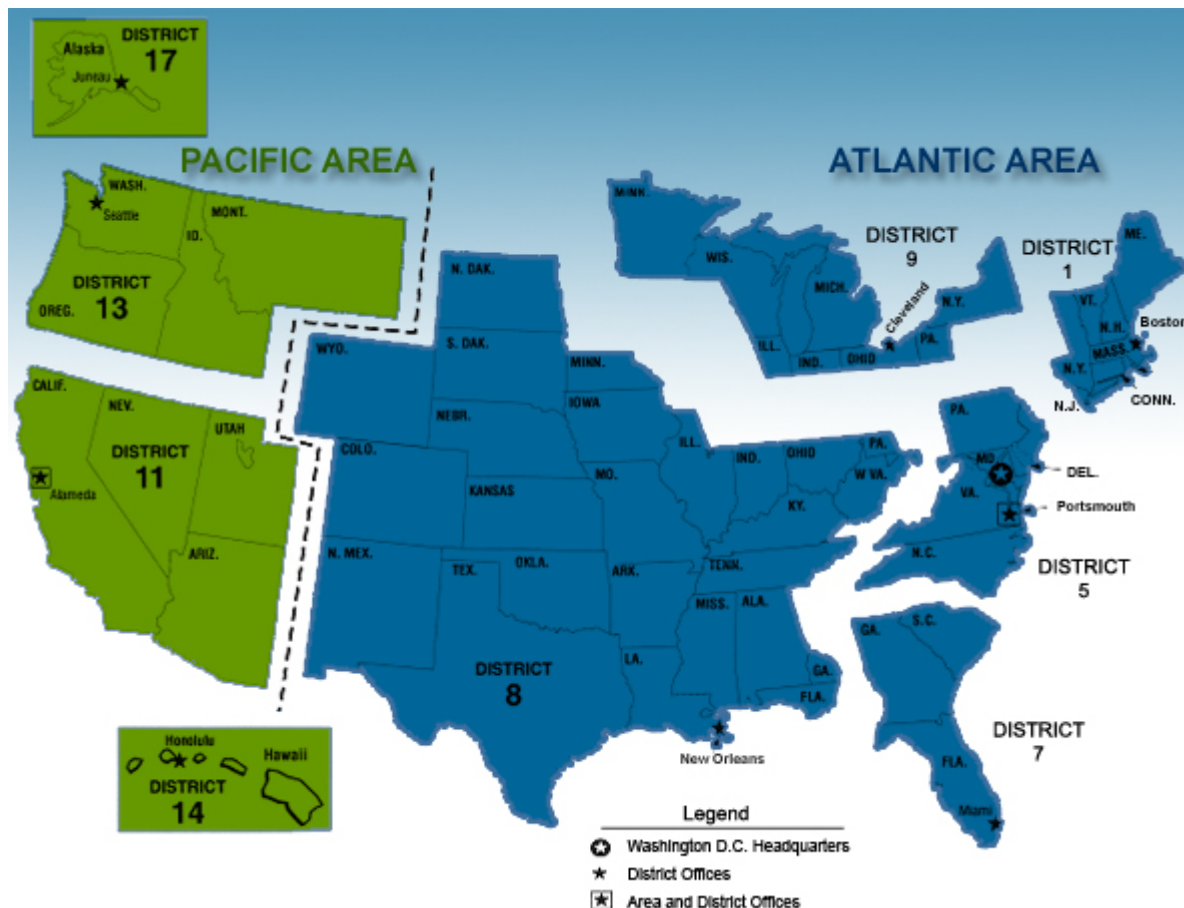 DISTRICT
17
Alaska
Juneau
PACIFIC AREA
ATLANTIC AREA
WASH.
Seattle
ID.
MONT.
DISTRICT
13
OREG.
CALIF.
NEV.
UTAH
DISTRICT
11
Alameda
ARIZ.
Honolulu
Hawaii
DISTRICT
14
N. DAK.
WYO.
S. DAK.
MINN.
IOWA
NEBR.
COLO.
KANSAS
MO.
ILL.
IND.
OHIO
PA.
W VA.
KY.
N. MEX.
TEX.
OKLA.
ARK.
TENN.
MISS.
ALA.
LA.
GA.
FLA.
DISTRICT
8
New Orleans
MINN.
WIS.
MICH.
ILL.
IND.
OHIO
PA.
N.Y.
Cleveland
DISTRICT
9
DISTRICT
1
ME.
VT.
N.H.
Boston
MASS.
N.Y.
N.J.
CONN.
PA.
MD.
DEL.
VA.
Portsmouth
N.C.
DISTRICT
5
GA.
S.C.
FLA.
Miami
DISTRICT
7
Legend
Washington D.C. Headquarters
District Offices
Area and District Offices